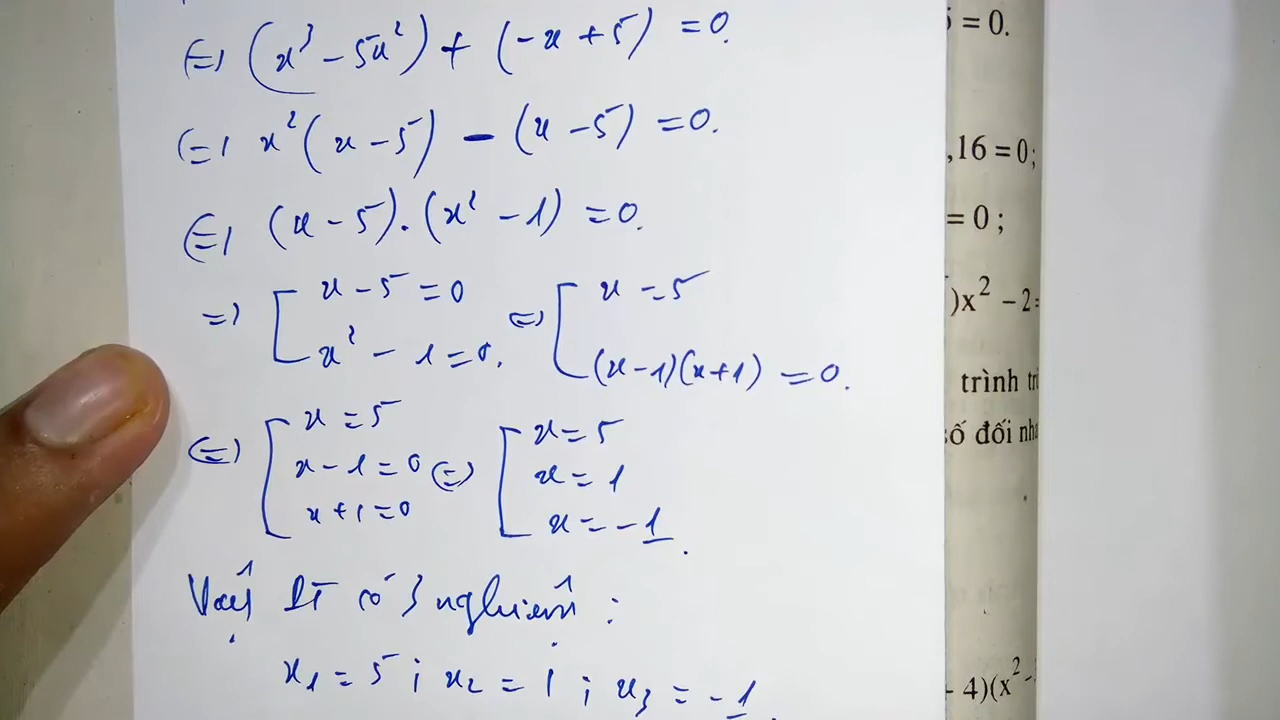 ⇔ (x³ - 5x²) + (-x + 5) = 0.
⇔ x²(x - 5) - (x - 5) = 0.
⇔ (x - 5).(x² - 1) = 0.
⇒ [ x - 5 = 0 ⇔ [ x = 5
x² - 1 = 0. (x - 1)(x + 1) = 0.
⇔ [ x = 5 [ x = 5
x - 1 = 0 ⇔ x = 1
x + 1 = 0 x = -1.
Vậy PT có 3 nghiệm :
x₁ = 5 ; x₂ = 1 ; x₃ = -1
= 0.
,16 = 0;
= 0 ;
)x² - 2
trình
số đối
- 4)(x²